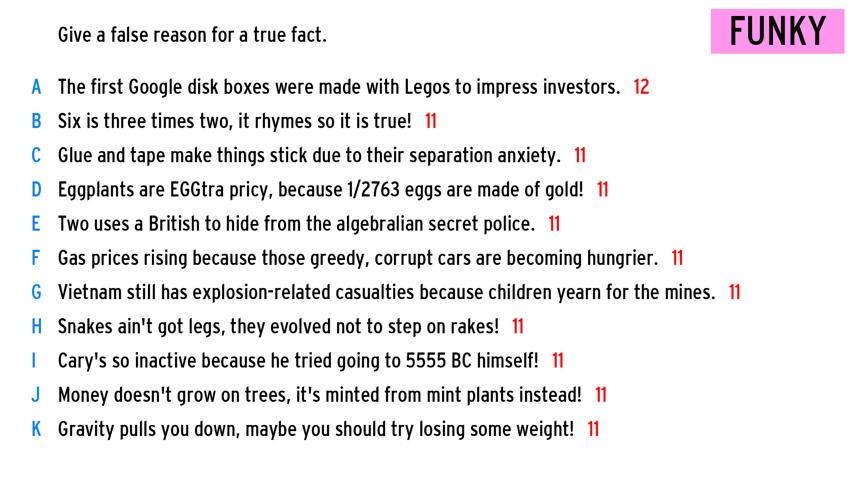 Give a false reason for a true fact.
FUNKY
A The first Google disk boxes were made with Legos to impress investors. 12
B Six is three times two, it rhymes so it is true! 11
C Glue and tape make things stick due to their separation anxiety. 11
D Eggplants are EGGtra pricy, because 1/2763 eggs are made of gold! 11
E Two uses a British to hide from the algebralian secret police. 11
F Gas prices rising because those greedy, corrupt cars are becoming hungrier. 11
G Vietnam still has explosion-related casualties because children yearn for the mines. 11
H Snakes ain't got legs, they evolved not to step on rakes! 11
I Cary's so inactive because he tried going to 5555 BC himself! 11
J Money doesn't grow on trees, it's minted from mint plants instead! 11
K Gravity pulls you down, maybe you should try losing some weight! 11